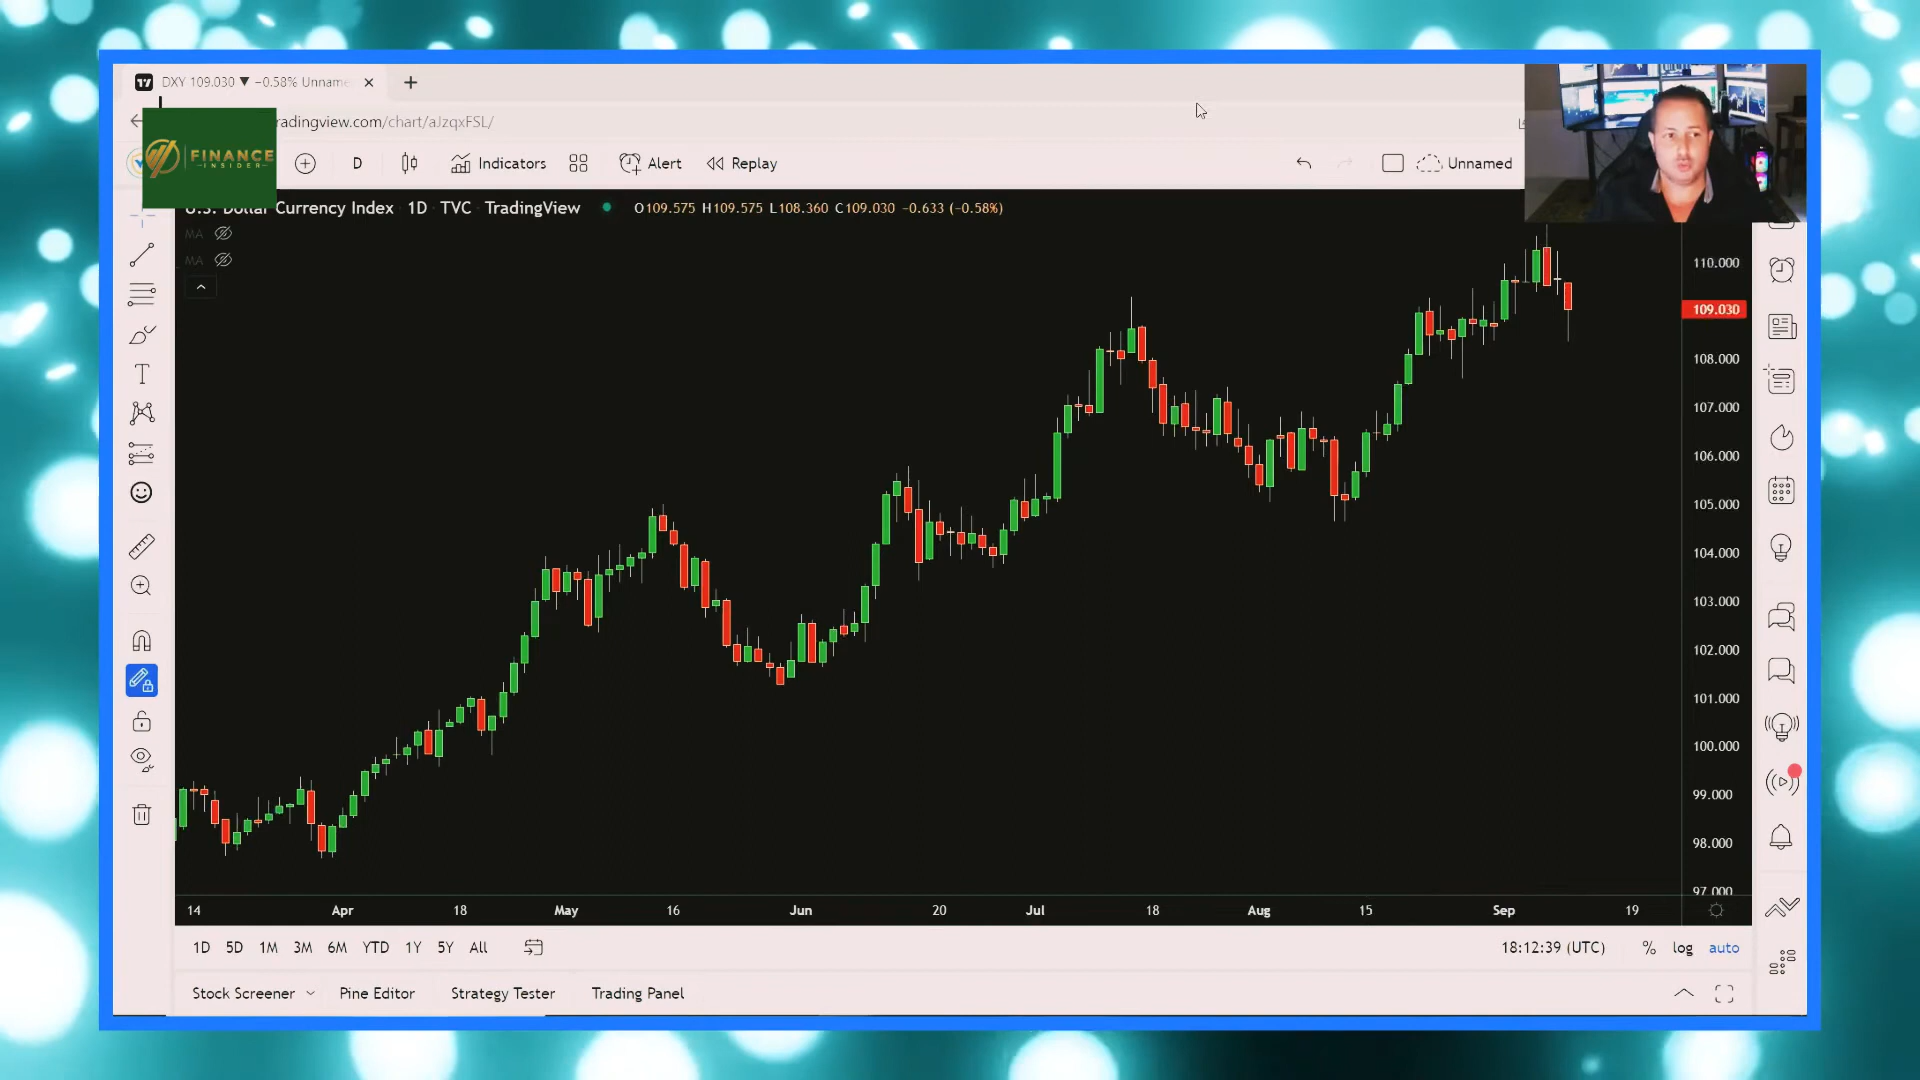 DXY 109.030 ▼ −0.58% Unname
radingview.com/chart/aJzqxFSL/
FINANCE
INSIDER
D
Indicators
Alert
Replay
Unnamed
U.S. Dollar Currency Index 1D TVC TradingView
O109.575 H109.575 L108.360 C109.030 −0.633 (−0.58%)
MA
MA
110.000
109.030
108.000
107.000
106.000
105.000
104.000
103.000
102.000
101.000
100.000
99.000
98.000
97.000
14 Apr 18 May 16 Jun 20 Jul 18 Aug 15 Sep 19
1D 5D 1M 3M 6M YTD 1Y 5Y All
18:12:39 (UTC) % log auto
Stock Screener Pine Editor Strategy Tester Trading Panel